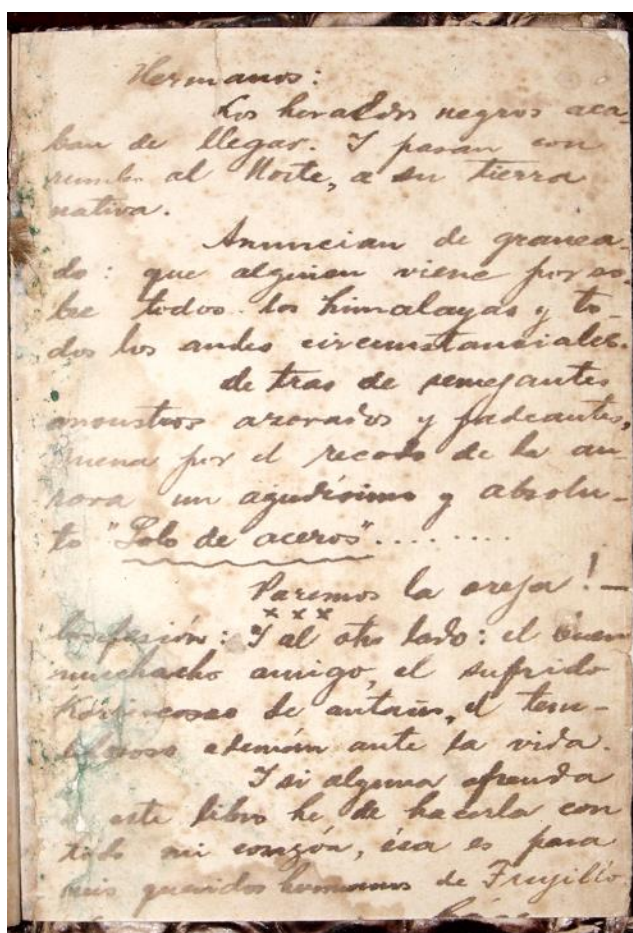 Hermanos:
Los heraldos negros aca-
ban de llegar. I pasan con
rumbo al Norte, a su tierra
nativa.
Anuncian de granea-
do: que alguien viene por so-
bre todos los himalayas y to-
dos los andes circunstanciales.
de tras de semejantes
monstruos azorados y jadeantes,
suena por el recodo de la au-
rora un agudísimo y absolu-
to "Solo de aceros".........
Paremos la oreja!—
x x x
Confesión: I al otro lado: el buen
muchacho amigo, el sufrido
Korriscosso de antaño, el tem-
bloroso ademán ante la vida.
I si alguna ofrenda
este libro he de hacerla con
todo mi corazón, ésa es para
mis queridos hermanos de Trujillo